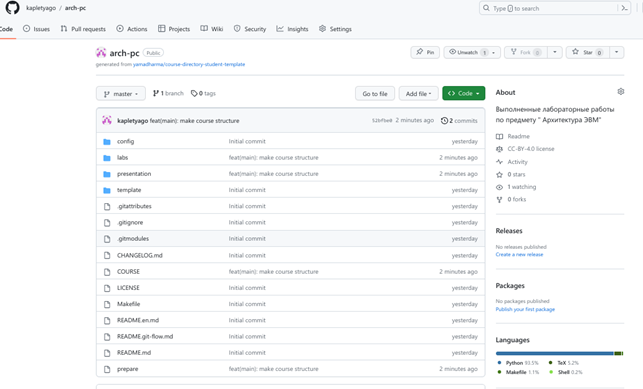 kapletyago / arch-pc
Type / to search
Code Issues Pull requests Actions Projects Wiki Security Insights Settings
arch-pc Public
Pin Unwatch 1 Fork 0 Star 0
generated from yamadharma/course-directory-student-template
master 1 branch 0 tags
Go to file Add file Code
kapletyago feat(main): make course structure 2 minutes ago 2 commits
config Initial commit yesterday
labs feat(main): make course structure 2 minutes ago
presentation feat(main): make course structure 2 minutes ago
template Initial commit yesterday
.gitattributes Initial commit yesterday
.gitignore Initial commit yesterday
.gitmodules Initial commit yesterday
CHANGELOG.md Initial commit yesterday
COURSE feat(main): make course structure 2 minutes ago
LICENSE Initial commit yesterday
Makefile Initial commit yesterday
README.en.md Initial commit yesterday
README.git-flow.md Initial commit yesterday
README.md Initial commit yesterday
prepare feat(main): make course structure 2 minutes ago
About
Выполненные лабораторные работы
по предмету " Архитектура ЭВМ"
Readme
CC-BY-4.0 license
Activity
0 stars
1 watching
0 forks
Releases
No releases published
Create a new release
Packages
No packages published
Publish your first package
Languages
Python 93.5% TeX 5.2%
Makefile 1.1% Shell 0.2%